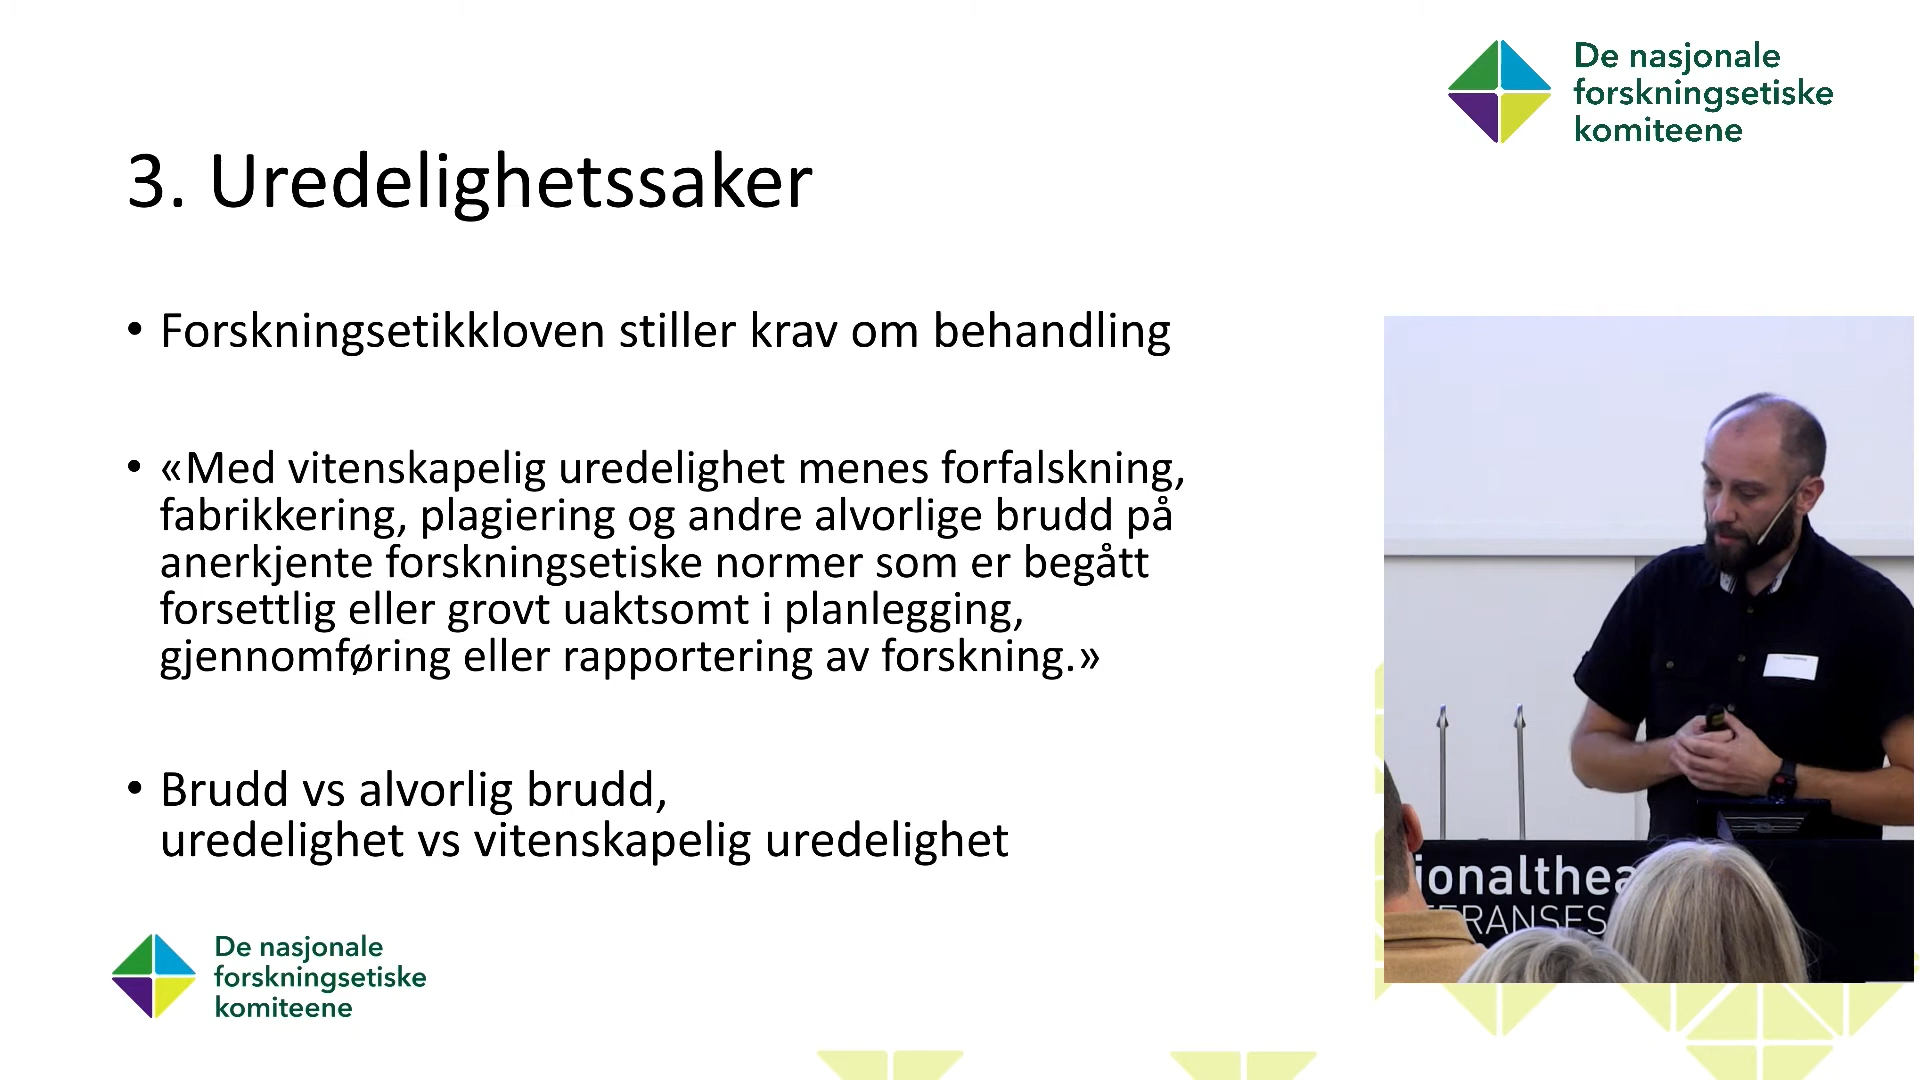 De nasjonale
forskningsetiske
komiteene
3. Uredelighetssaker
• Forskningsetikkloven stiller krav om behandling
• «Med vitenskapelig uredelighet menes forfalskning,
fabrikkering, plagiering og andre alvorlige brudd på
anerkjente forskningsetiske normer som er begått
forsettlig eller grovt uaktsomt i planlegging,
gjennomføring eller rapportering av forskning.»
• Brudd vs alvorlig brudd,
uredelighet vs vitenskapelig uredelighet
ionalthea
ERANSES
De nasjonale
forskningsetiske
komiteene